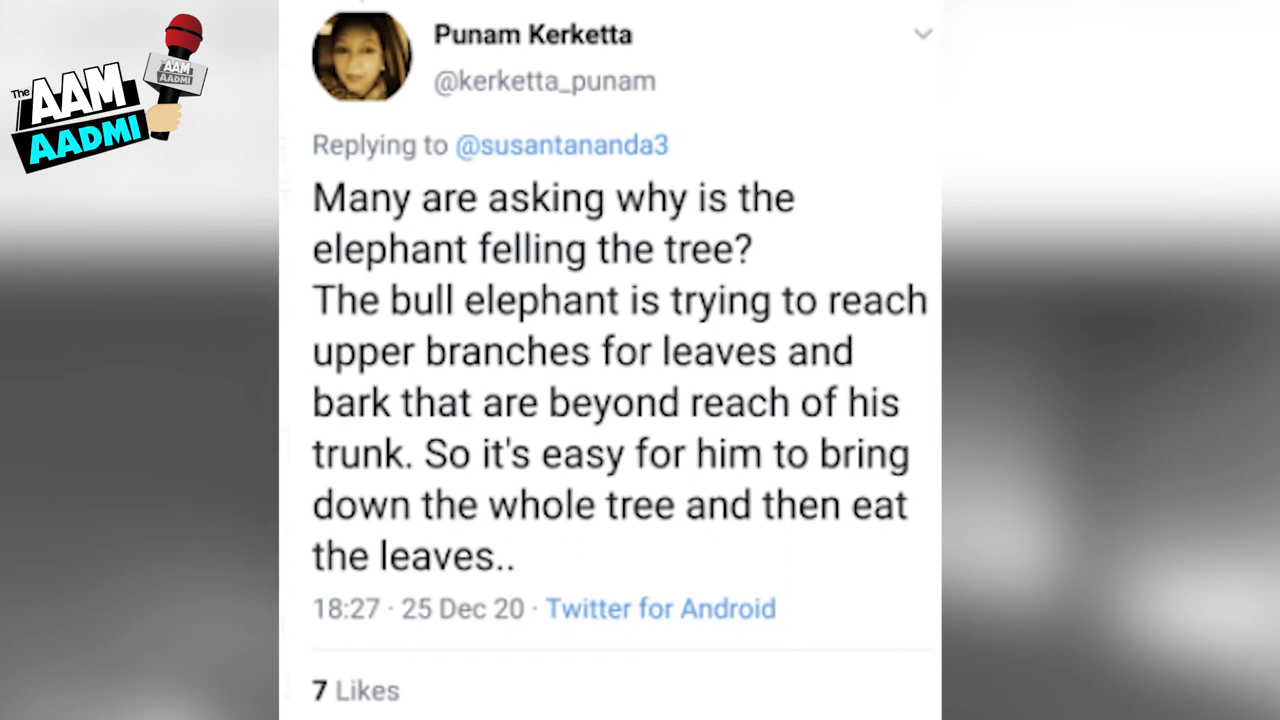 The
AAM
AADMI
AAM
AADMI
Punam Kerketta
@kerketta_punam
Replying to @susantananda3
Many are asking why is the
elephant felling the tree?
The bull elephant is trying to reach
upper branches for leaves and
bark that are beyond reach of his
trunk. So it's easy for him to bring
down the whole tree and then eat
the leaves..
18:27 · 25 Dec 20 · Twitter for Android
7 Likes